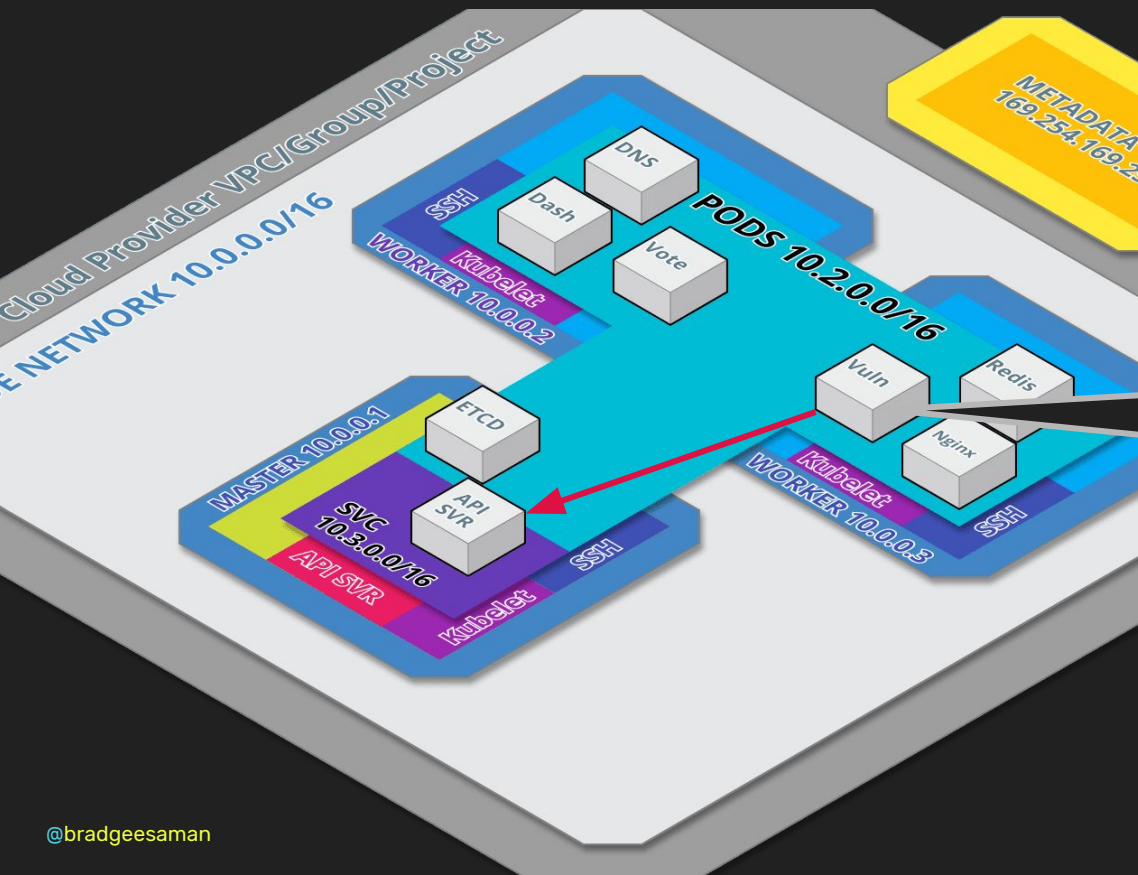 Cloud Provider VPC/Group/Project
NETWORK 10.0.0.0/16
METADATA
DNS
Dash
Vote
SSH
Kubelet
WORKER 10.0.0.2
PODS 10.2.0.0/16
Vuln
Redis
Nginx
Kubelet
SSH
WORKER 10.0.0.3
MASTER 10.0.0.1
ETCD
API
SVR
SVC
10.3.0.0/16
API SVR
Kubelet
SSH
@bradgeesaman